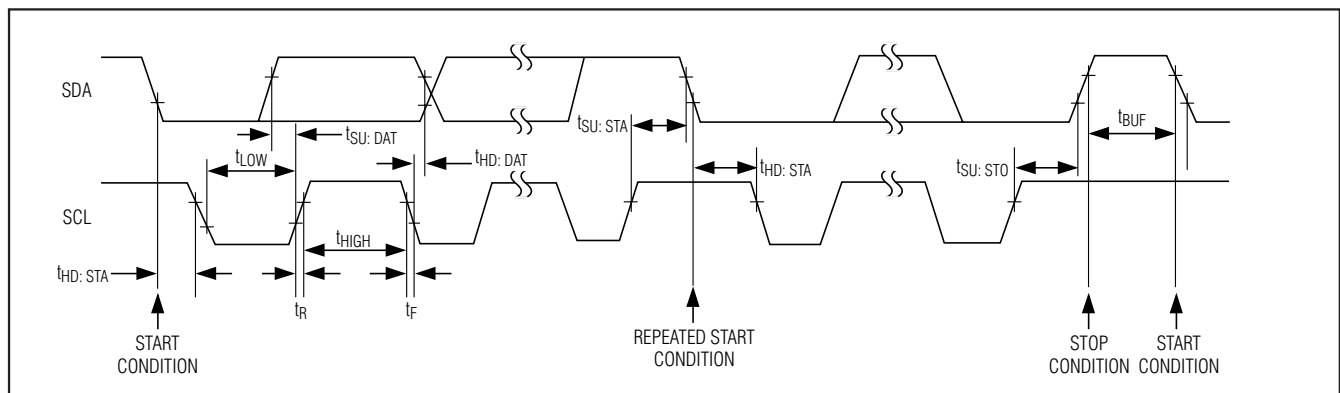 SDA
tSU: DAT
tLOW
tHD: DAT
tSU: STA
tHD: STA
tSU: STO
tBUF
SCL
tHIGH
tHD: STA
tR
tF
START
CONDITION
REPEATED START
CONDITION
STOP
CONDITION
START
CONDITION